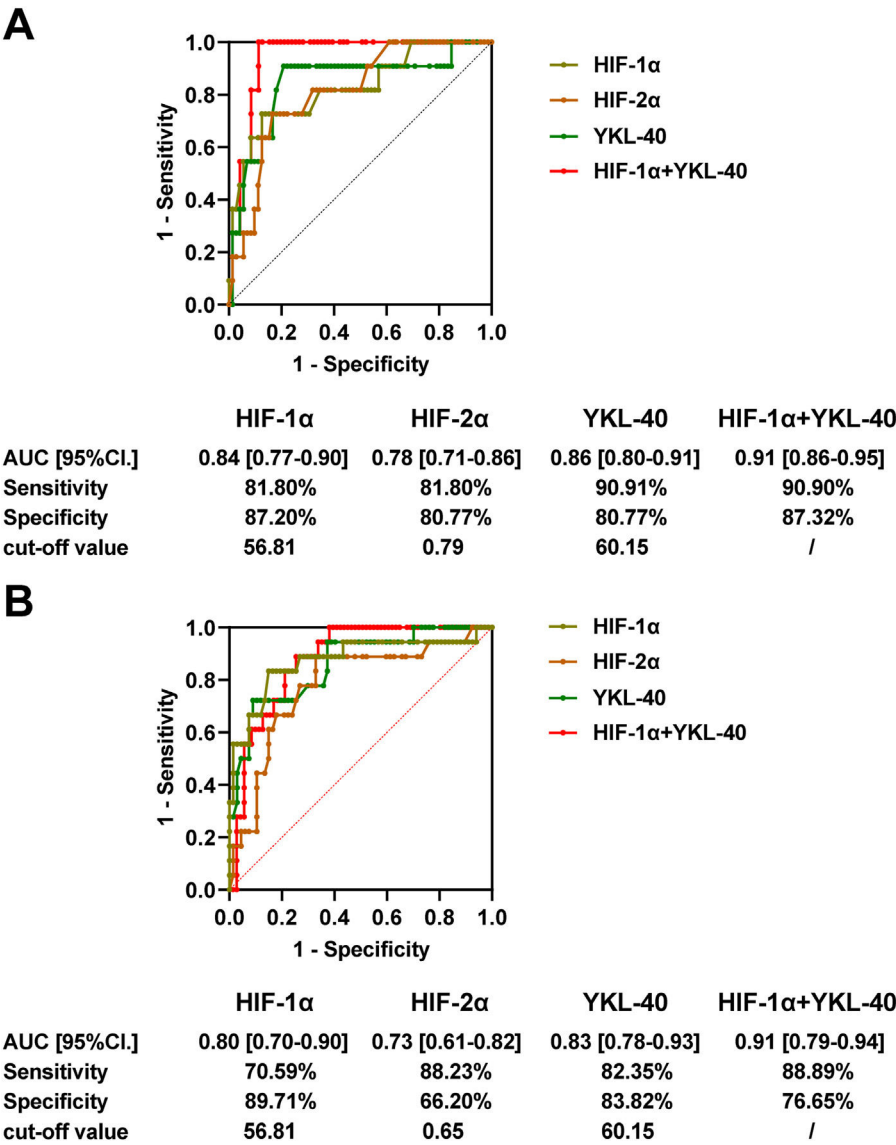 A
1.0
0.8
0.6
0.4
0.2
0.0
1 - Sensitivity
0.0 0.2 0.4 0.6 0.8 1.0
1 - Specificity
HIF-1α
HIF-2α
YKL-40
HIF-1α+YKL-40
HIF-1α HIF-2α YKL-40 HIF-1α+YKL-40
AUC [95%CI.] 0.84 [0.77-0.90] 0.78 [0.71-0.86] 0.86 [0.80-0.91] 0.91 [0.86-0.95]
Sensitivity 81.80% 81.80% 90.91% 90.90%
Specificity 87.20% 80.77% 80.77% 87.32%
cut-off value 56.81 0.79 60.15 /
B
1.0
0.8
0.6
0.4
0.2
0.0
1 - Sensitivity
0.0 0.2 0.4 0.6 0.8 1.0
1 - Specificity
HIF-1α
HIF-2α
YKL-40
HIF-1α+YKL-40
HIF-1α HIF-2α YKL-40 HIF-1α+YKL-40
AUC [95%CI.] 0.80 [0.70-0.90] 0.73 [0.61-0.82] 0.83 [0.78-0.93] 0.91 [0.79-0.94]
Sensitivity 70.59% 88.23% 82.35% 88.89%
Specificity 89.71% 66.20% 83.82% 76.65%
cut-off value 56.81 0.65 60.15 /